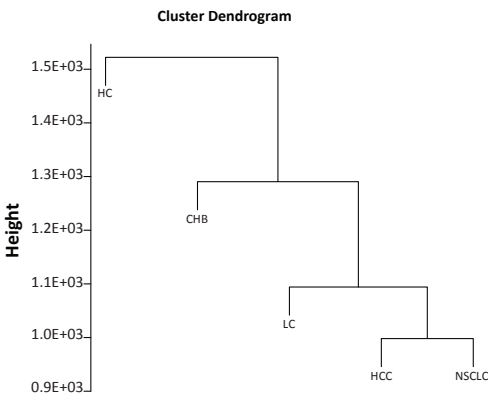 Cluster Dendrogram
Height
1.5E+03
1.4E+03
1.3E+03
1.2E+03
1.1E+03
1.0E+03
0.9E+03
HC
CHB
LC
HCC
NSCLC